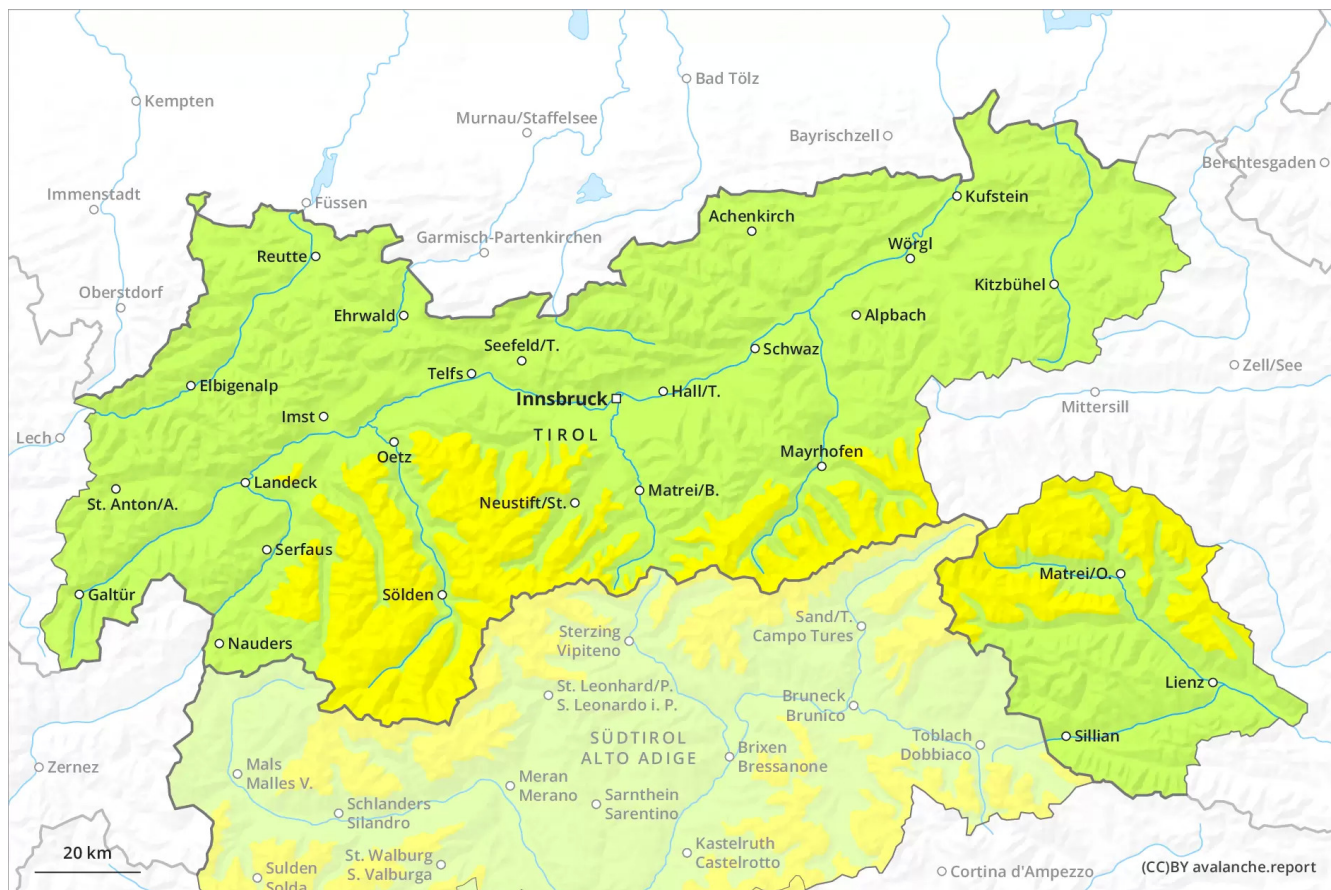 Kempten
Murnau/Staffelsee
Bad Tölz
Bayrischzell
Berchtesgaden
Immenstadt
Füssen
Kufstein
Achenkirch
Garmisch-Partenkirchen
Wörgl
Reutte
Oberstdorf
Kitzbühel
Ehrwald
Alpbach
Seefeld/T.
Schwaz
Zell/See
Telfs
Elbigenalp
Hall/T.
Innsbruck
Mittersill
Imst
Lech
TIROL
Oetz
Mayrhofen
Landeck
Matrei/B.
St. Anton/A.
Neustift/St.
Serfaus
Matrei/O.
Galtür
Sölden
Sand/T.
Campo Tures
Sterzing
Vipiteno
Nauders
Lienz
St. Leonhard/P.
S. Leonardo i. P.
Bruneck
Brunico
SÜDTIROL
ALTO ADIGE
Toblach
Dobbiaco
Sillian
Brixen
Bressanone
Zernez
Mals
Malles V.
Meran
Merano
Schlanders
Silandro
Sarnthein
Sarentino
20 km
St. Walburg
S. Valburga
Kastelruth
Castelrotto
Sulden
Solda
Cortina d'Ampezzo
(CC)BY avalanche.report